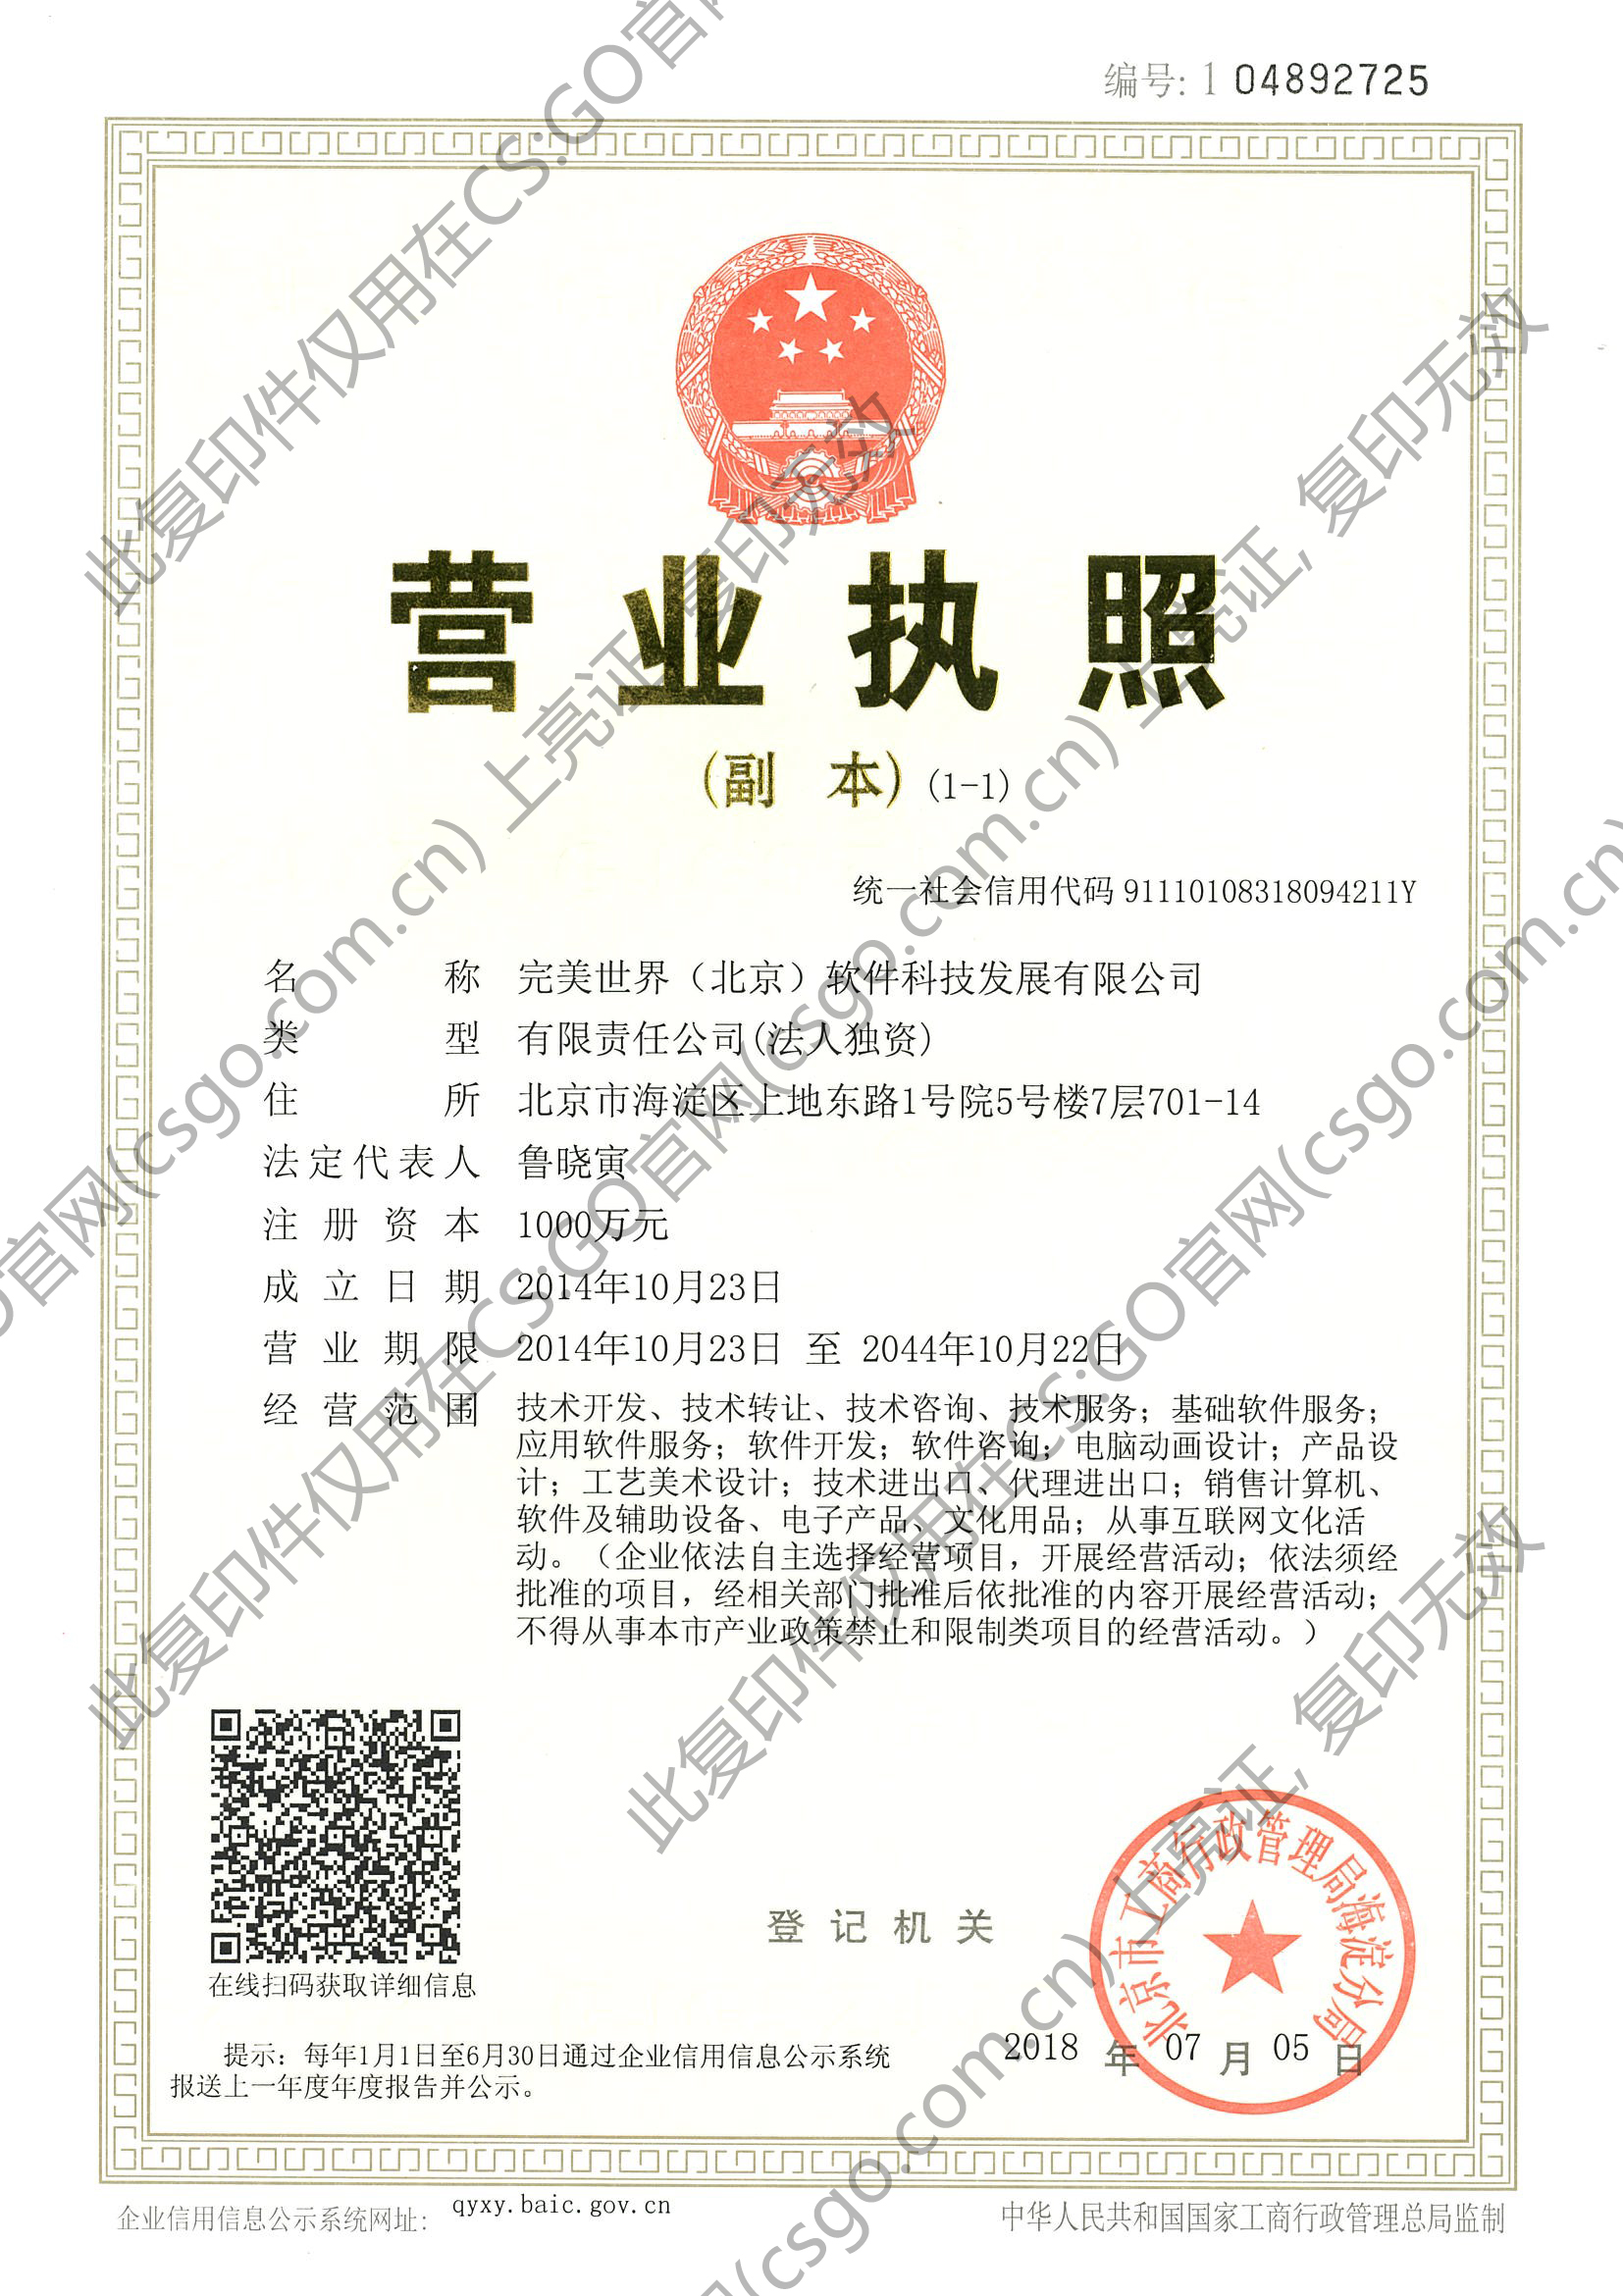 编号: 1 04892725
营业执照
(副 本) (1-1)
统一社会信用代码 91110108318094211Y
名称 完美世界（北京）软件科技发展有限公司
类型 有限责任公司(法人独资)
住所 北京市海淀区上地东路1号院5号楼7层701-14
法定代表人 鲁晓寅
注册资本 1000万元
成立日期 2014年10月23日
营业期限 2014年10月23日 至 2044年10月22日
经营范围 技术开发、技术转让、技术咨询、技术服务；基础软件服务；
应用软件服务；软件开发；软件咨询；电脑动画设计；产品设
计；工艺美术设计；技术进出口、代理进出口；销售计算机、
软件及辅助设备、电子产品、文化用品；从事互联网文化活
动。（企业依法自主选择经营项目，开展经营活动；依法须经
批准的项目，经相关部门批准后依批准的内容开展经营活动；
不得从事本市产业政策禁止和限制类项目的经营活动。）
在线扫码获取详细信息
登记机关
北京市工商行政管理局海淀分局
2018 年 07 月 05 日
提示：每年1月1日至6月30日通过企业信用信息公示系统
报送上一年度年度报告并公示。
企业信用信息公示系统网址: qyxy.baic.gov.cn
中华人民共和国国家工商行政管理总局监制
此复印件仅用在CS:GO官网
CS:GO官网(csgo.com.cn) 上亮证, 复印无效
此复印件仅用在CS:GO官网(csgo.com.cn) 上亮证, 复印无效
此复印件仅用在CS:GO官网(csgo.com.cn)
(csgo.com.cn) 上亮证, 复印无效